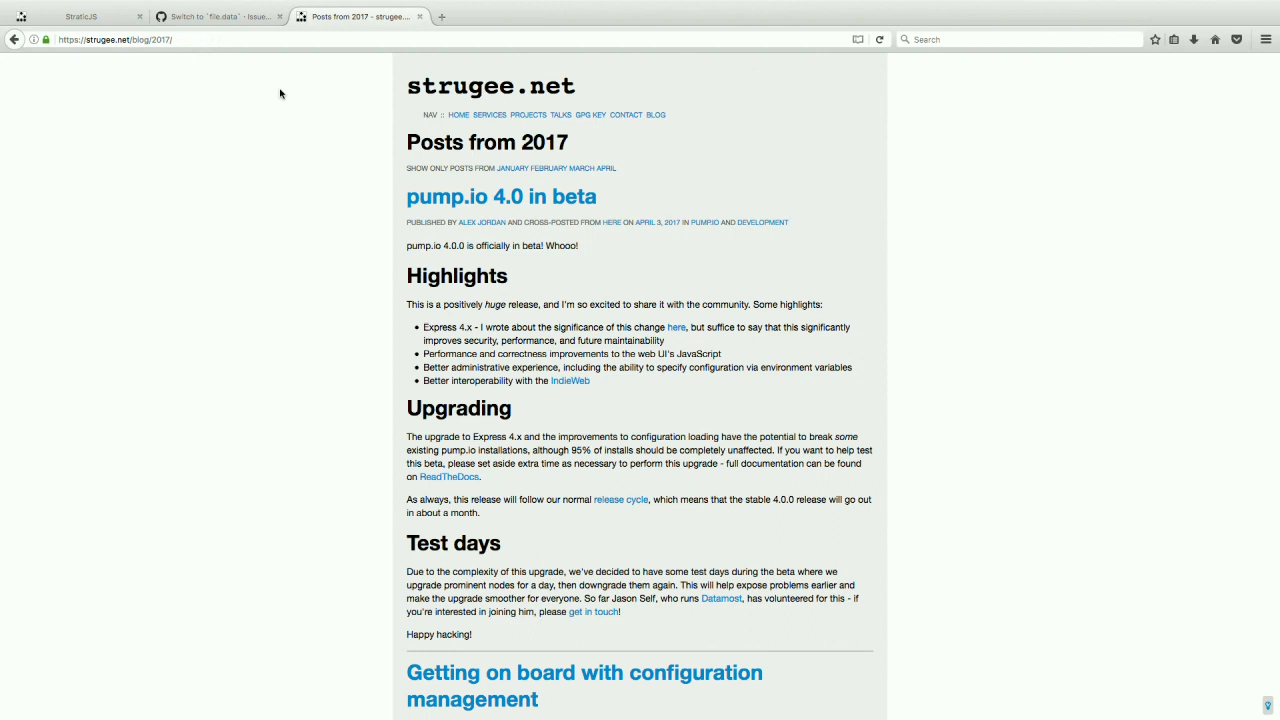 StraticJS
Switch to `file.data` · Issue...
Posts from 2017 - strugee....
https://strugee.net/blog/2017/
Search
strugee.net
NAV :: HOME SERVICES PROJECTS TALKS GPG KEY CONTACT BLOG
Posts from 2017
SHOW ONLY POSTS FROM JANUARY FEBRUARY MARCH APRIL
pump.io 4.0 in beta
PUBLISHED BY ALEX JORDAN AND CROSS-POSTED FROM HERE ON APRIL 3, 2017 IN PUMP.IO AND DEVELOPMENT
pump.io 4.0.0 is officially in beta! Whooo!
Highlights
This is a positively huge release, and I'm so excited to share it with the community. Some highlights:
• Express 4.x - I wrote about the significance of this change here, but suffice to say that this significantly
improves security, performance, and future maintainability
• Performance and correctness improvements to the web UI's JavaScript
• Better administrative experience, including the ability to specify configuration via environment variables
• Better interoperability with the IndieWeb
Upgrading
The upgrade to Express 4.x and the improvements to configuration loading have the potential to break some
existing pump.io installations, although 95% of installs should be completely unaffected. If you want to help test
this beta, please set aside extra time as necessary to perform this upgrade - full documentation can be found
on ReadTheDocs.
As always, this release will follow our normal release cycle, which means that the stable 4.0.0 release will go out
in about a month.
Test days
Due to the complexity of this upgrade, we've decided to have some test days during the beta where we
upgrade prominent nodes for a day, then downgrade them again. This will help expose problems earlier and
make the upgrade smoother for everyone. So far Jason Self, who runs Datamost, has volunteered for this - if
you're interested in joining him, please get in touch!
Happy hacking!
Getting on board with configuration
management